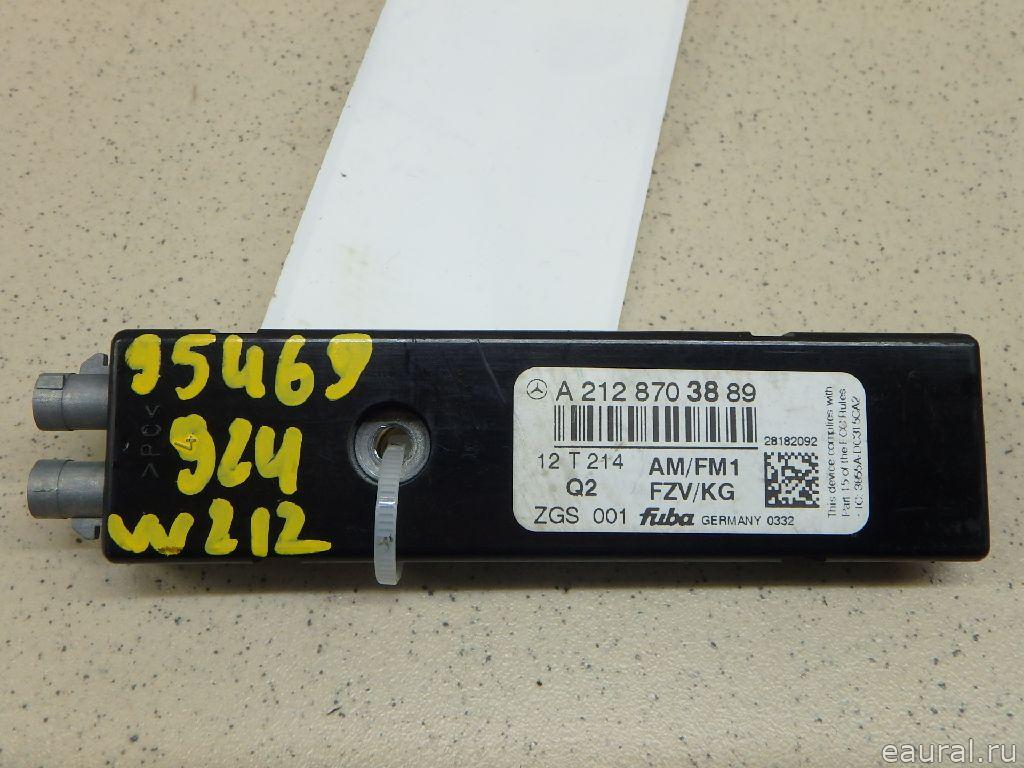 95469
964
W212
A 212 870 38 89
28182092
12 T 214 AM/FM1
Q2 FZV/KG
ZGS 001 fuba GERMANY 0332
This device complies with
Part 15 of the FCC Rules
eaural.ru